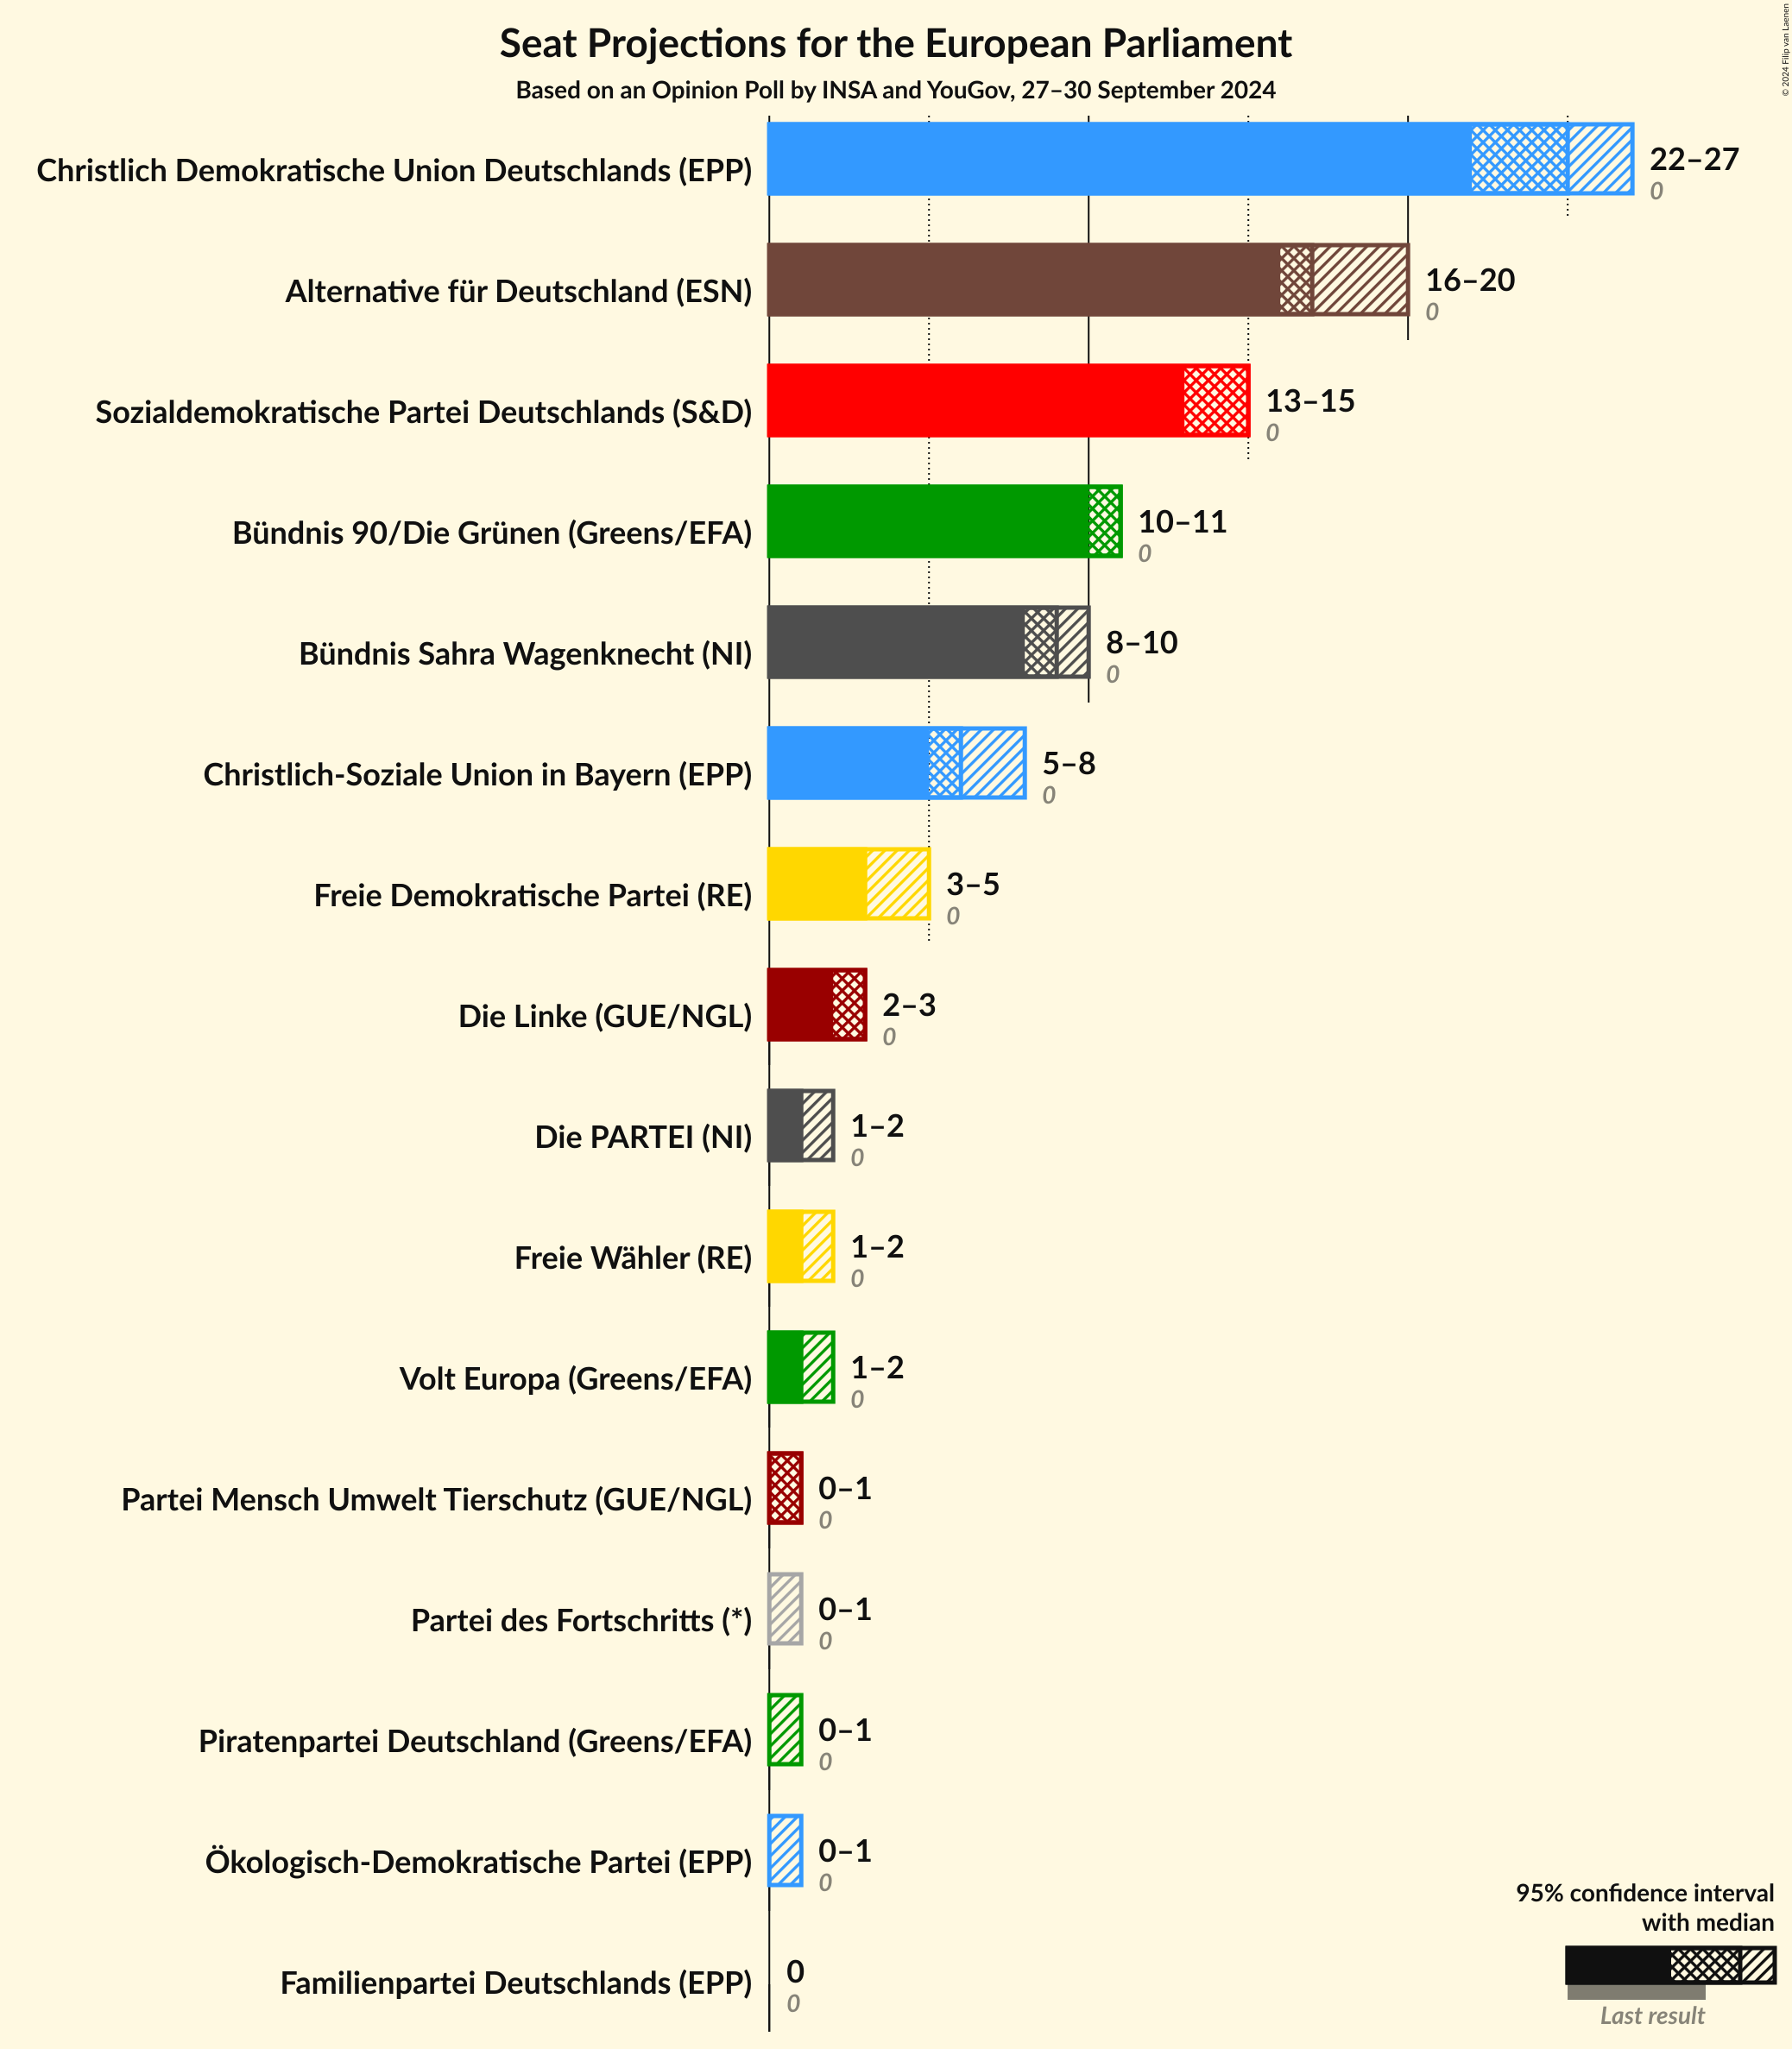 Seat Projections for the European Parliament
Based on an Opinion Poll by INSA and YouGov, 27–30 September 2024
© 2024 Filip van Laenen
Christlich Demokratische Union Deutschlands (EPP)
22–27
0
Alternative für Deutschland (ESN)
16–20
0
Sozialdemokratische Partei Deutschlands (S&D)
13–15
0
Bündnis 90/Die Grünen (Greens/EFA)
10–11
0
Bündnis Sahra Wagenknecht (NI)
8–10
0
Christlich-Soziale Union in Bayern (EPP)
5–8
0
Freie Demokratische Partei (RE)
3–5
0
Die Linke (GUE/NGL)
2–3
0
Die PARTEI (NI)
1–2
0
Freie Wähler (RE)
1–2
0
Volt Europa (Greens/EFA)
1–2
0
Partei Mensch Umwelt Tierschutz (GUE/NGL)
0–1
0
Partei des Fortschritts (*)
0–1
0
Piratenpartei Deutschland (Greens/EFA)
0–1
0
Ökologisch-Demokratische Partei (EPP)
0–1
0
Familienpartei Deutschlands (EPP)
0
0
95% confidence interval
with median
Last result